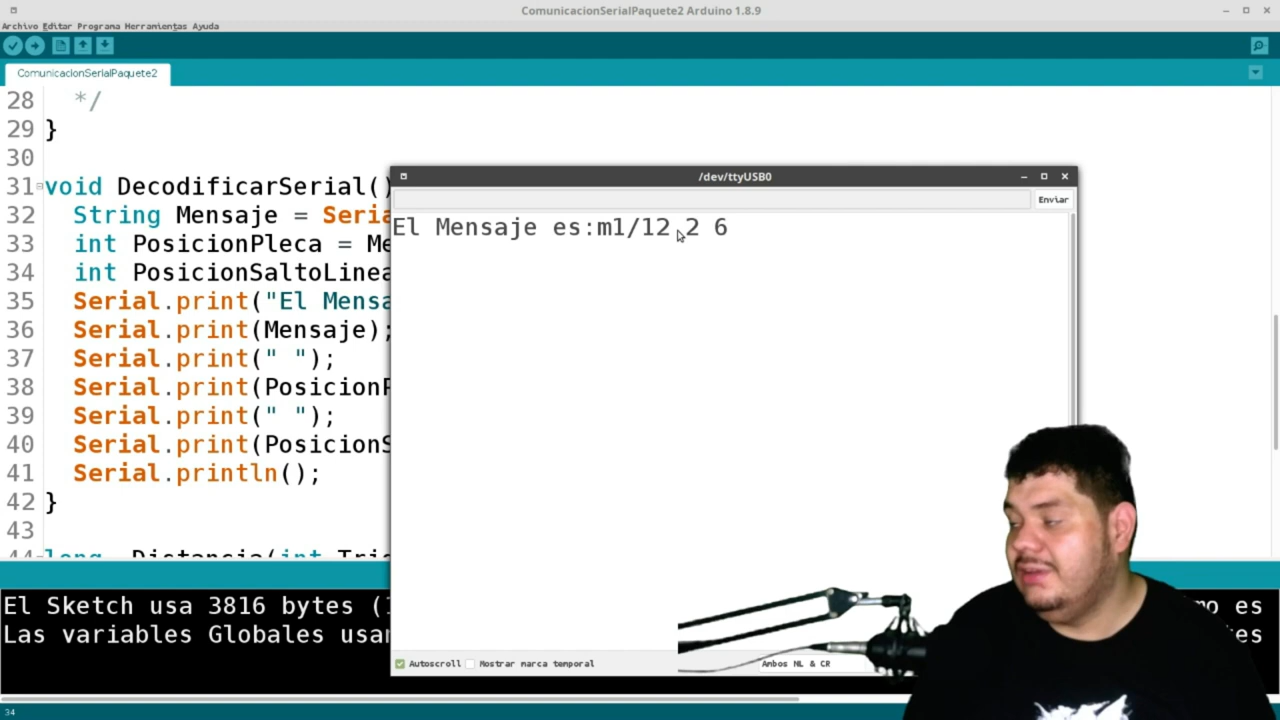 ComunicacionSerialPaquete2 Arduino 1.8.9
Archivo Editar Programa Herramientas Ayuda
ComunicacionSerialPaquete2
28 */
29 }
30
31 void DecodificarSerial()
32 String Mensaje = Seria
33 int PosicionPleca = Me
34 int PosicionSaltoLinea
35 Serial.print("El Mensa
36 Serial.print(Mensaje);
37 Serial.print(" ");
38 Serial.print(PosicionP
39 Serial.print(" ");
40 Serial.print(PosicionS
41 Serial.println();
42 }
43
/dev/ttyUSB0
Enviar
El Mensaje es:m1/12 2 6
Autoscroll Mostrar marca temporal
Ambos NL & CR
El Sketch usa 3816 bytes ( es
Las variables Globales usan
34